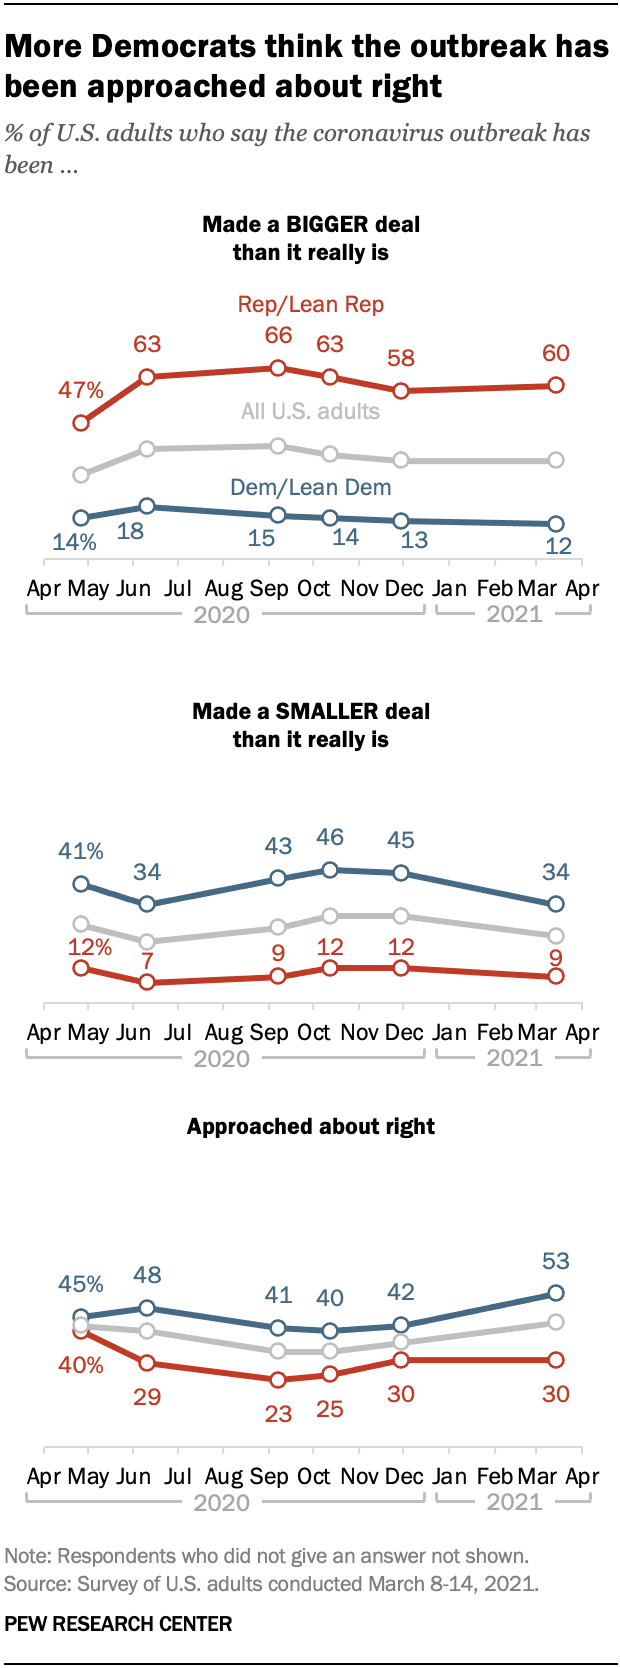 More Democrats think the outbreak has
been approached about right
% of U.S. adults who say the coronavirus outbreak has
been ...
Made a BIGGER deal
than it really is
Rep/Lean Rep
47% 63 66 63 58 60
All U.S. adults
Dem/Lean Dem
14% 18 15 14 13 12
Apr May Jun Jul Aug Sep Oct Nov Dec Jan Feb Mar Apr
2020 2021
Made a SMALLER deal
than it really is
41% 34 43 46 45 34
12% 7 9 12 12 9
Apr May Jun Jul Aug Sep Oct Nov Dec Jan Feb Mar Apr
2020 2021
Approached about right
45% 48 41 40 42 53
40% 29 23 25 30 30
Apr May Jun Jul Aug Sep Oct Nov Dec Jan Feb Mar Apr
2020 2021
Note: Respondents who did not give an answer not shown.
Source: Survey of U.S. adults conducted March 8-14, 2021.
PEW RESEARCH CENTER